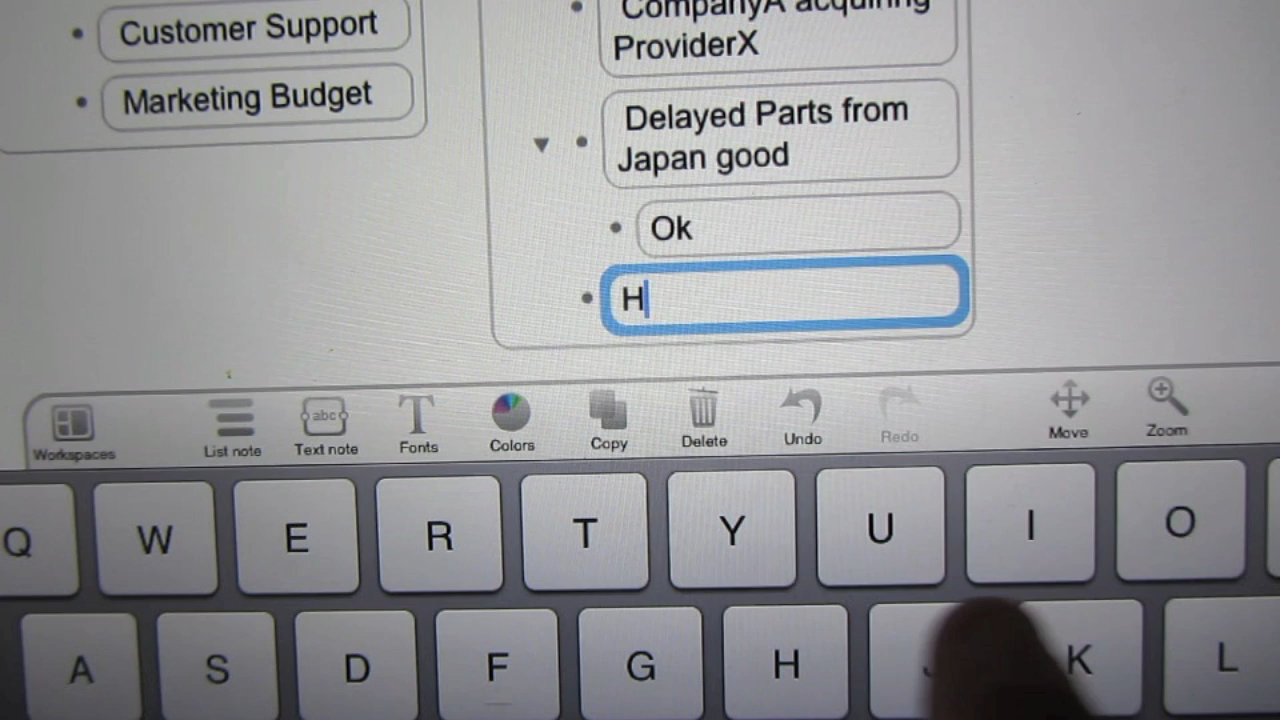 Customer Support
Marketing Budget
CompanyA acquiring
ProviderX
Delayed Parts from
Japan good
Ok
H
Workspaces
List note
abc
Text note
T
Fonts
Colors
Copy
Delete
Undo
Redo
Move
Zoom
Q W E R T Y U I O
A S D F G H J K L